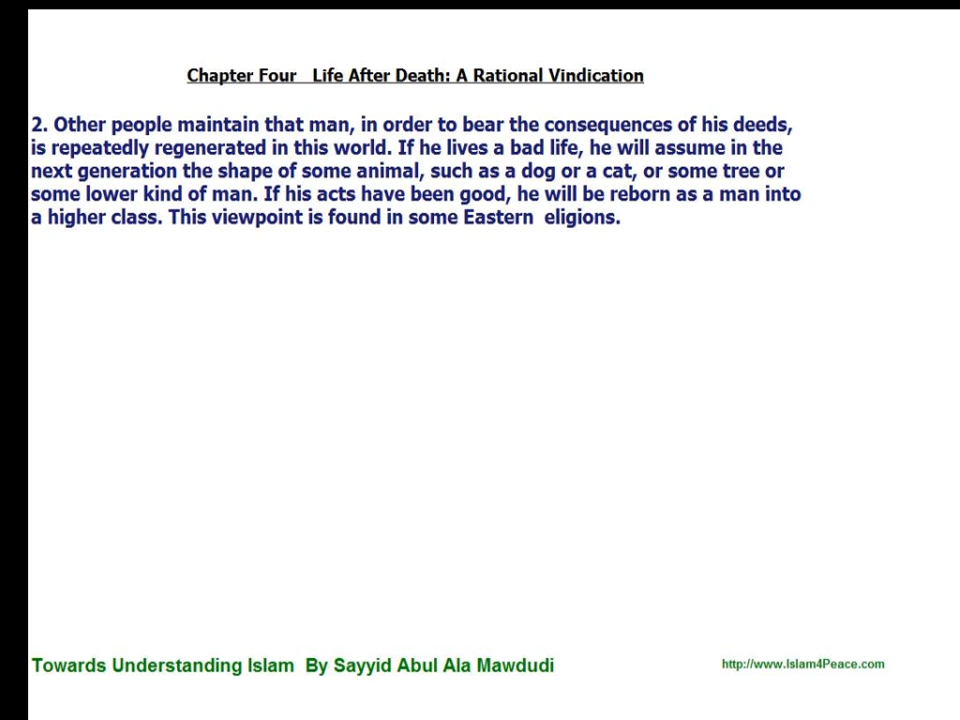 Chapter Four   Life After Death: A Rational Vindication
2. Other people maintain that man, in order to bear the consequences of his deeds,
is repeatedly regenerated in this world. If he lives a bad life, he will assume in the
next generation the shape of some animal, such as a dog or a cat, or some tree or
some lower kind of man. If his acts have been good, he will be reborn as a man into
a higher class. This viewpoint is found in some Eastern  eligions.
Towards Understanding Islam  By Sayyid Abul Ala Mawdudi
http://www.Islam4Peace.com